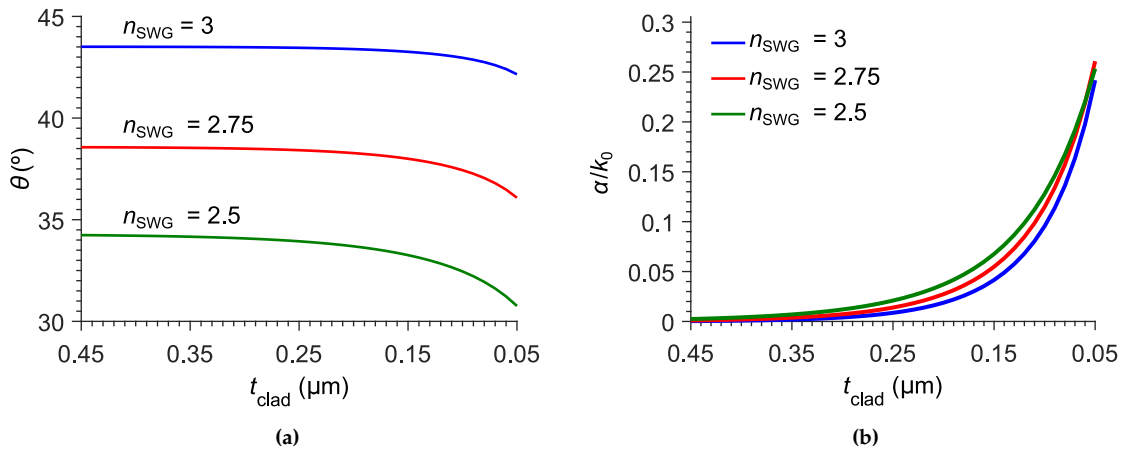 45
40
35
30
θ (º)
n_SWG = 3
n_SWG = 2.75
n_SWG = 2.5
0.45 0.35 0.25 0.15 0.05
t_clad (µm)
(a)
0.3
0.25
0.2
0.15
0.1
0.05
0
α/k_0
n_SWG = 3
n_SWG = 2.75
n_SWG = 2.5
0.45 0.35 0.25 0.15 0.05
t_clad (µm)
(b)